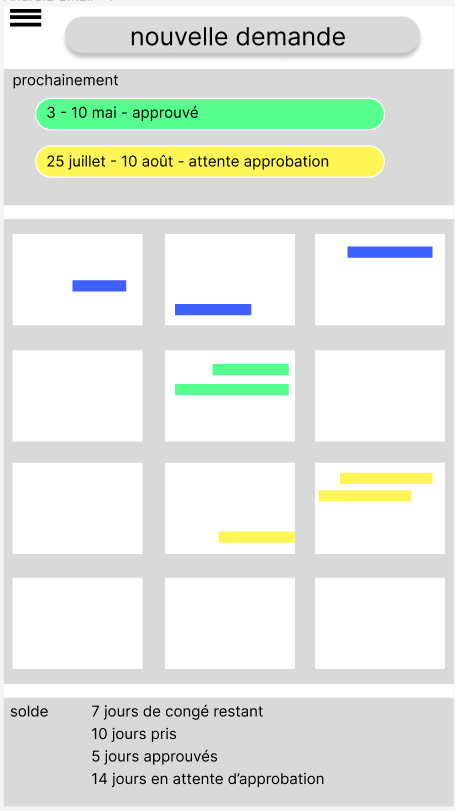 nouvelle demande
prochainement
3 - 10 mai - approuvé
25 juillet - 10 août - attente approbation
solde
7 jours de congé restant
10 jours pris
5 jours approuvés
14 jours en attente d’approbation